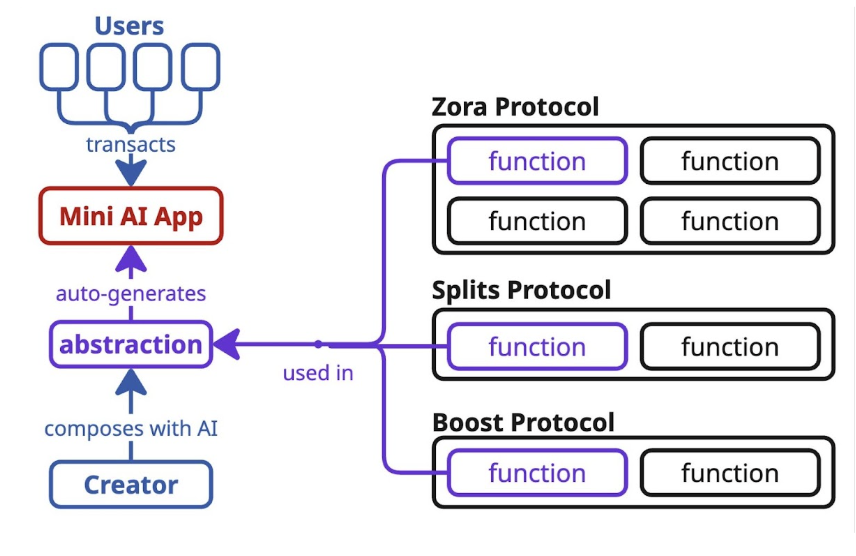 Users
transacts
Mini AI App
auto-generates
abstraction
used in
composes with AI
Creator
Zora Protocol
function function
function function
Splits Protocol
function function
Boost Protocol
function function